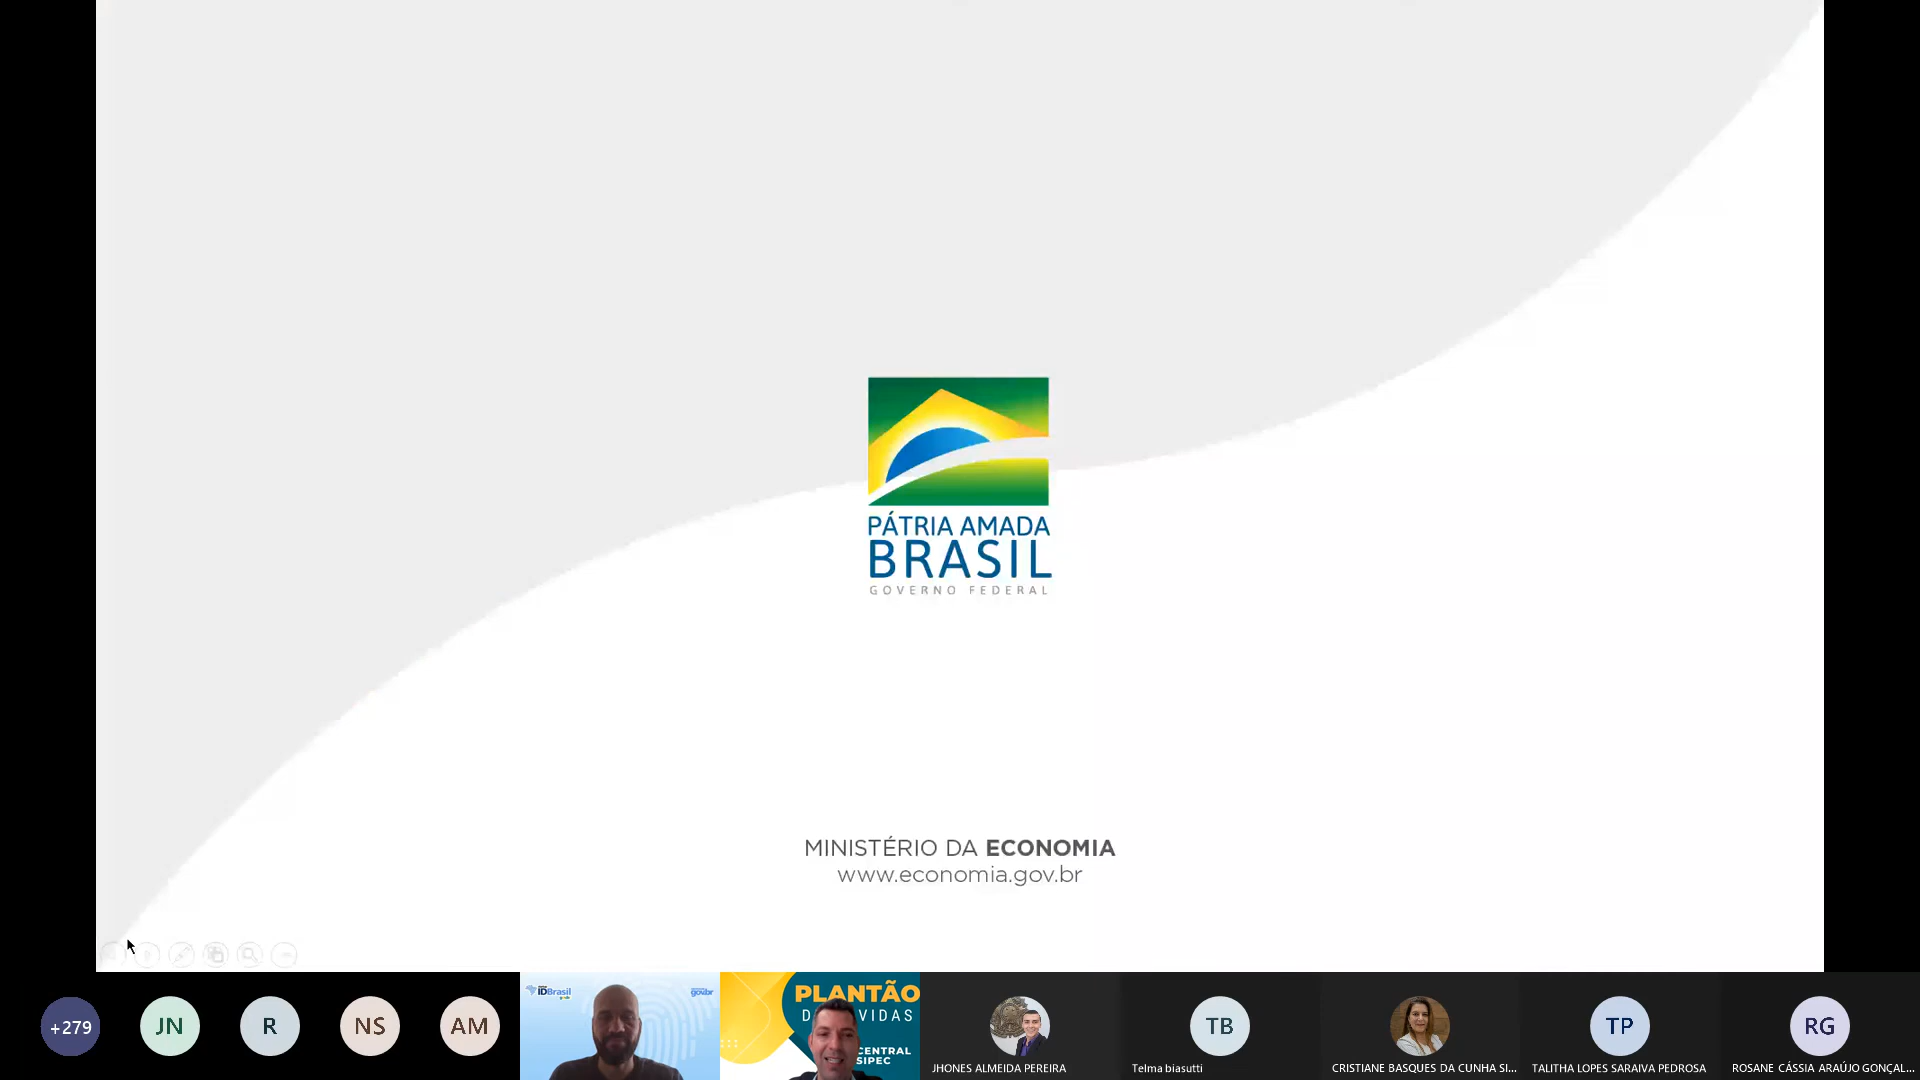 PÁTRIA AMADA
BRASIL
GOVERNO FEDERAL
MINISTÉRIO DA ECONOMIA
www.economia.gov.br
+279
JN
R
NS
AM
IDBrasil
gov.br
PLANTÃO
VIDAS
CENTRAL
SIPEC
JHONES ALMEIDA PEREIRA
TB
Telma biasutti
CRISTIANE BASQUES DA CUNHA SI...
TP
TALITHA LOPES SARAIVA PEDROSA
RG
ROSANE CÁSSIA ARAÚJO GONÇAL...